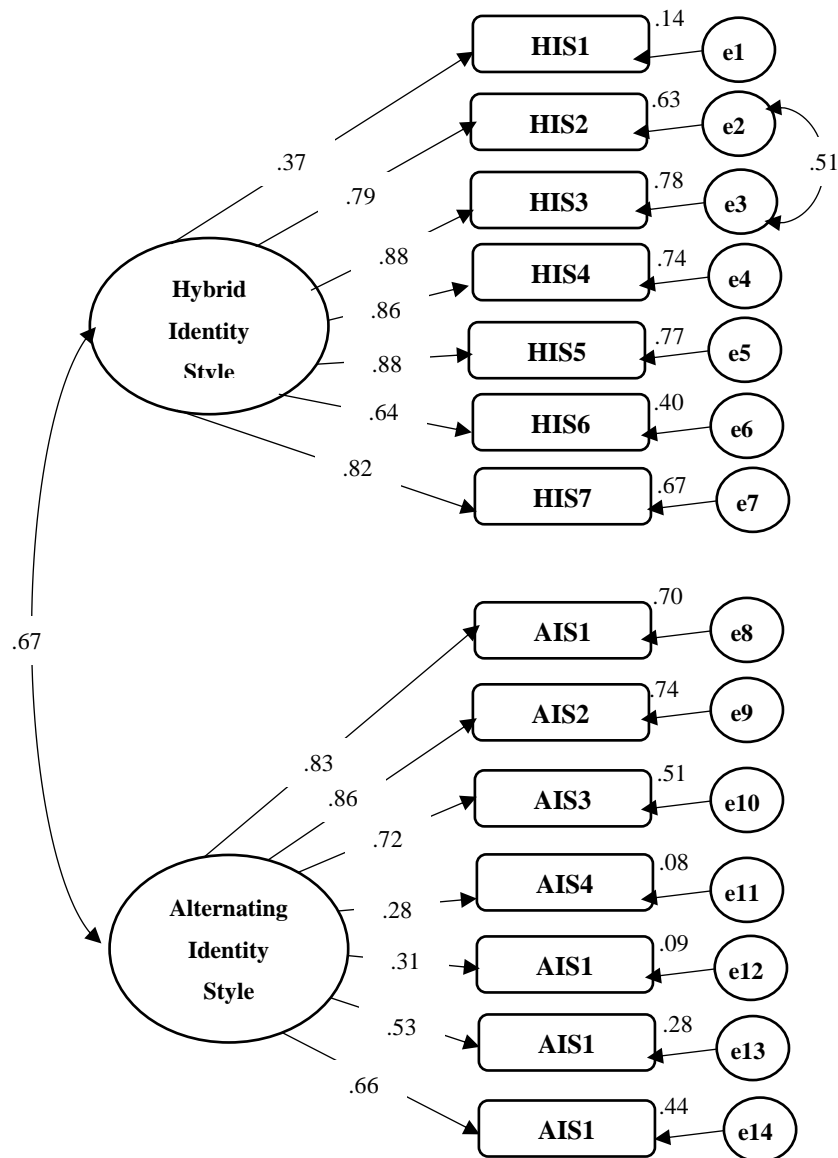 .14
HIS1
e1
.63
HIS2
e2
.51
.37
.79
.78
HIS3
e3
.88
.74
HIS4
e4
Hybrid
Identity
Style
.86
.77
HIS5
e5
.88
.40
HIS6
e6
.64
.82
.67
HIS7
e7
.67
.70
AIS1
e8
.74
AIS2
e9
.83
.86
.51
AIS3
e10
.72
.08
AIS4
e11
Alternating
Identity
Style
.28
.09
AIS1
e12
.31
.28
AIS1
e13
.53
.66
.44
AIS1
e14